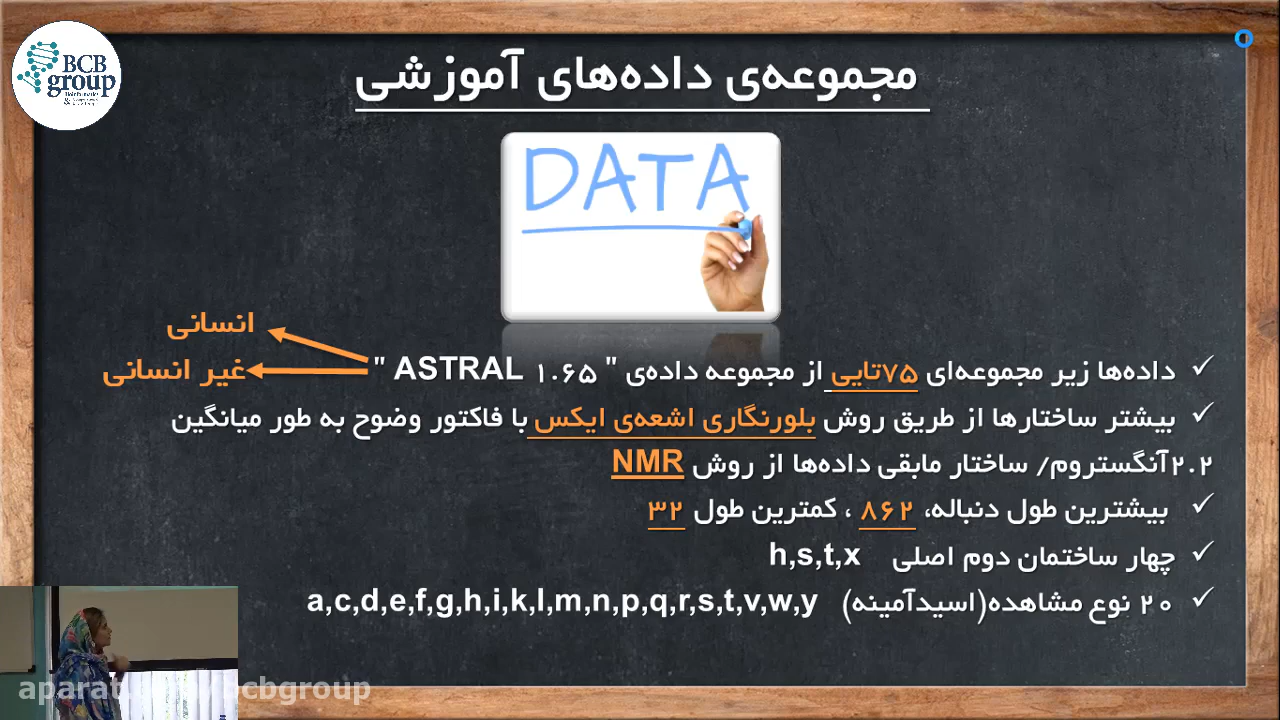 BCB
group
مجموعه‌ی داده‌های آموزشی
DATA
انسانی
غیر انسانی
داده‌ها زیر مجموعه‌ای ۷۵تایی از مجموعه داده‌ی " ASTRAL ۱.۶۵ "
بیشتر ساختارها از طریق روش بلورنگاری اشعه‌ی ایکس با فاکتور وضوح به طور میانگین
۲.۲آنگستروم/ ساختار مابقی داده‌ها از روش NMR
بیشترین طول دنباله، ۸۶۲ ، کمترین طول ۳۲
چهار ساختمان دوم اصلی h,s,t,x
۲۰ نوع مشاهده(اسیدآمینه) a,c,d,e,f,g,h,i,k,l,m,n,p,q,r,s,t,v,w,y